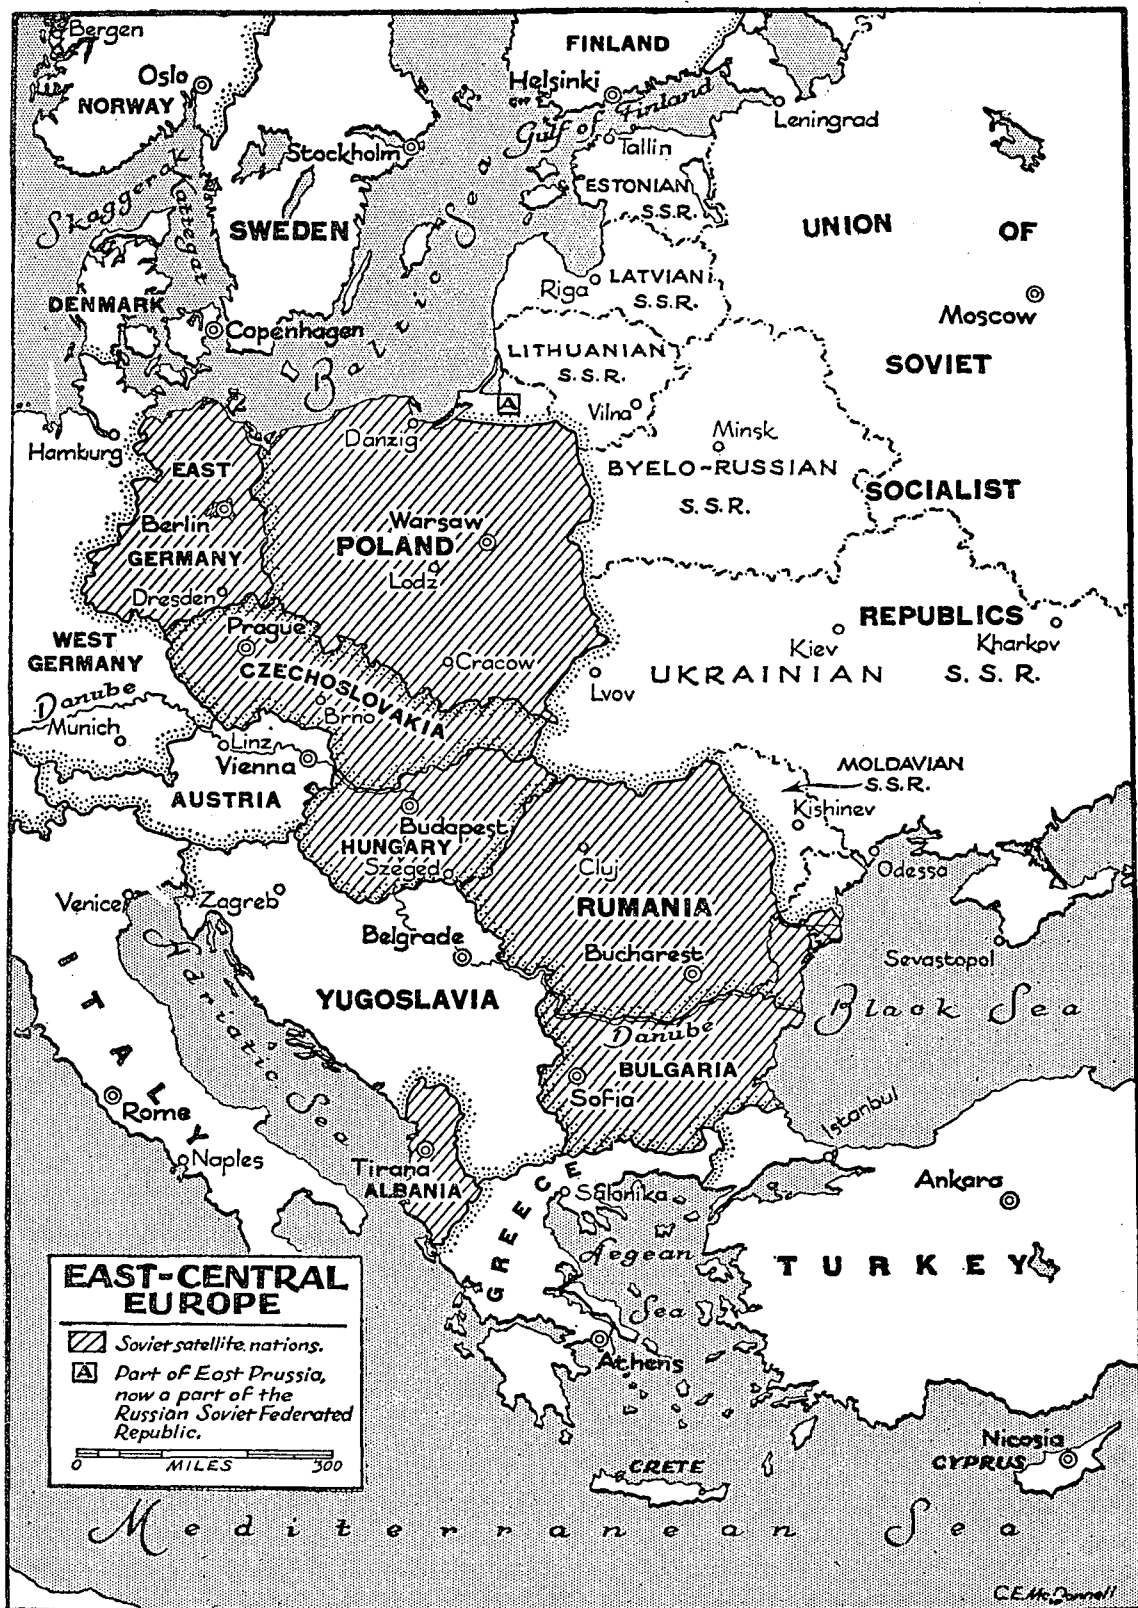 Bergen
Oslo
NORWAY
FINLAND
Helsinki
Gulf of Finland
Leningrad
Tallin
Stockholm
Skaggerak
Kattegat
SWEDEN
Baltic Sea
ESTONIAN
S.S.R.
UNION OF
SOVIET
SOCIALIST
REPUBLICS
Moscow
Riga
LATVIAN
S.S.R.
DENMARK
Copenhagen
LITHUANIAN
S.S.R.
Vilna
A
Minsk
BYELO-RUSSIAN
S.S.R.
Hamburg
Danzig
EAST
GERMANY
Berlin
Dresden
Warsaw
POLAND
Lodz
Cracow
WEST
GERMANY
Prague
CZECHOSLOVAKIA
Brno
Kiev
Kharkov
UKRAINIAN S.S.R.
Lvov
Danube
Munich
Linz
Vienna
AUSTRIA
MOLDAVIAN
S.S.R.
Kishinev
Budapest
HUNGARY
Szeged
Cluj
RUMANIA
Bucharest
Odessa
Sevastopol
Venice
Zagreb
Belgrade
YUGOSLAVIA
ITALY
Adriatic Sea
Black Sea
Danube
BULGARIA
Sofia
Rome
Naples
Tirana
ALBANIA
Istanbul
Ankara
TURKEY
GREECE
Salonika
Aegean
Sea
Athens
EAST-CENTRAL
EUROPE
Soviet satellite nations.
A Part of East Prussia,
now a part of the
Russian Soviet Federated
Republic.
0 MILES 300
CRETE
Nicosia
CYPRUS
Mediterranean Sea
C.E. McDonnell